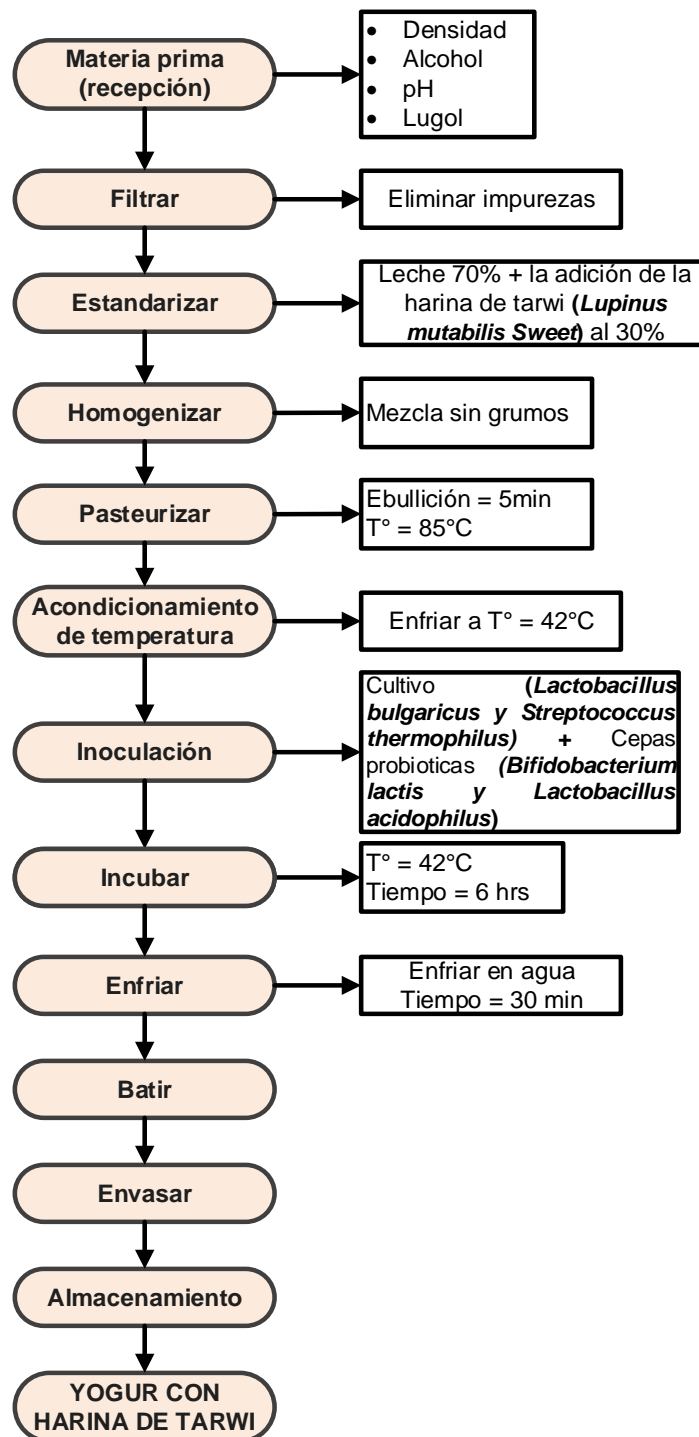 Materia prima
(recepción)
• Densidad
• Alcohol
• pH
• Lugol
Filtrar
Eliminar impurezas
Estandarizar
Leche 70% + la adición de la
harina de tarwi (Lupinus
mutabilis Sweet) al 30%
Homogenizar
Mezcla sin grumos
Pasteurizar
Ebullición = 5min
T° = 85°C
Acondicionamiento
de temperatura
Enfriar a T° = 42°C
Inoculación
Cultivo (Lactobacillus
bulgaricus y Streptococcus
thermophilus) + Cepas
probioticas (Bifidobacterium
lactis y Lactobacillus
acidophilus)
Incubar
T° = 42°C
Tiempo = 6 hrs
Enfriar
Enfriar en agua
Tiempo = 30 min
Batir
Envasar
Almacenamiento
YOGUR CON
HARINA DE TARWI